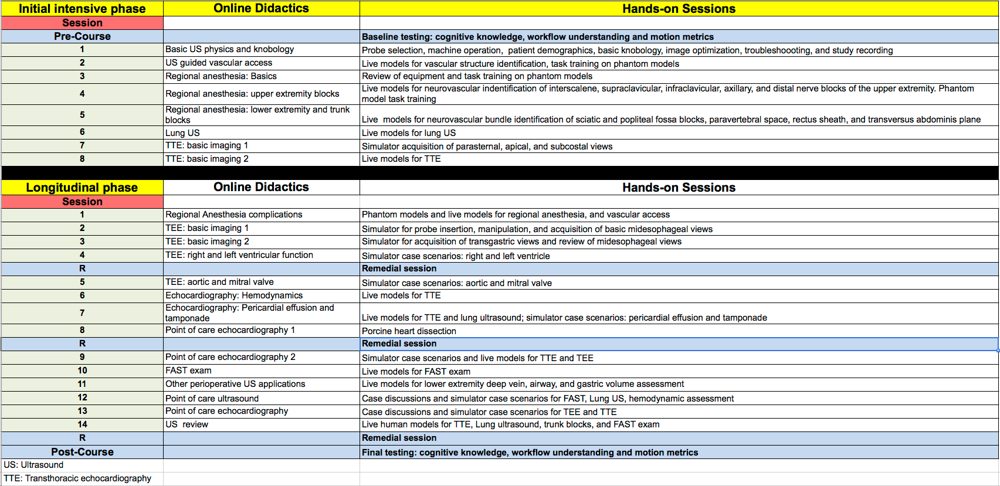 Initial intensive phase Online Didactics Hands-on Sessions
Session
Pre-Course Baseline testing: cognitive knowledge, workflow understanding and motion metrics
1 Basic US physics and knobology Probe selection, machine operation, patient demographics, basic knobology, image optimization, troubleshoooting, and study recording
2 US guided vascular access Live models for vascular structure identification, task training on phantom models
3 Regional anesthesia: Basics Review of equipment and task training on phantom models
4 Regional anesthesia: upper extremity blocks Live models for neurovascular indentification of interscalene, supraclavicular, infraclavicular, axillary, and distal nerve blocks of the upper extremity. Phantom
model task training
5 Regional anesthesia: lower extremity and trunk
blocks Live models for neurovascular bundle identification of sciatic and popliteal fossa blocks, paravertebral space, rectus sheath, and transversus abdominis plane
6 Lung US Live models for lung US
7 TTE: basic imaging 1 Simulator acquisition of parasternal, apical, and subcostal views
8 TTE: basic imaging 2 Live models for TTE
Longitudinal phase Online Didactics Hands-on Sessions
Session
1 Regional Anesthesia complications Phantom models and live models for regional anesthesia, and vascular access
2 TEE: basic imaging 1 Simulator for probe insertion, manipulation, and acquisition of basic midesophageal views
3 TEE: basic imaging 2 Simulator for acquisition of transgastric views and review of midesophageal views
4 TEE: right and left ventricular function Simulator case scenarios: right and left ventricle
R Remedial session
5 TEE: aortic and mitral valve Simulator case scenarios: aortic and mitral valve
6 Echocardiography: Hemodynamics Live models for TTE
7 Echocardiography: Pericardial effusion and
tamponade Live models for TTE and lung ultrasound; simulator case scenarios: pericardial effusion and tamponade
8 Point of care echocardiography 1 Porcine heart dissection
R Remedial session
9 Point of care echocardiography 2 Simulator case scenarios and live models for TTE and TEE
10 FAST exam Live models for FAST exam
11 Other perioperative US applications Live models for lower extremity deep vein, airway, and gastric volume assessment
12 Point of care ultrasound Case discussions and simulator case scenarios for FAST, Lung US, hemodynamic assessment
13 Point of care echocardiography Case discussions and simulator case scenarios for TEE and TTE
14 US review Live human models for TTE, Lung ultrasound, trunk blocks, and FAST exam
R Remedial session
Post-Course Final testing: cognitive knowledge, workflow understanding and motion metrics
US: Ultrasound
TTE: Transthoracic echocardiography